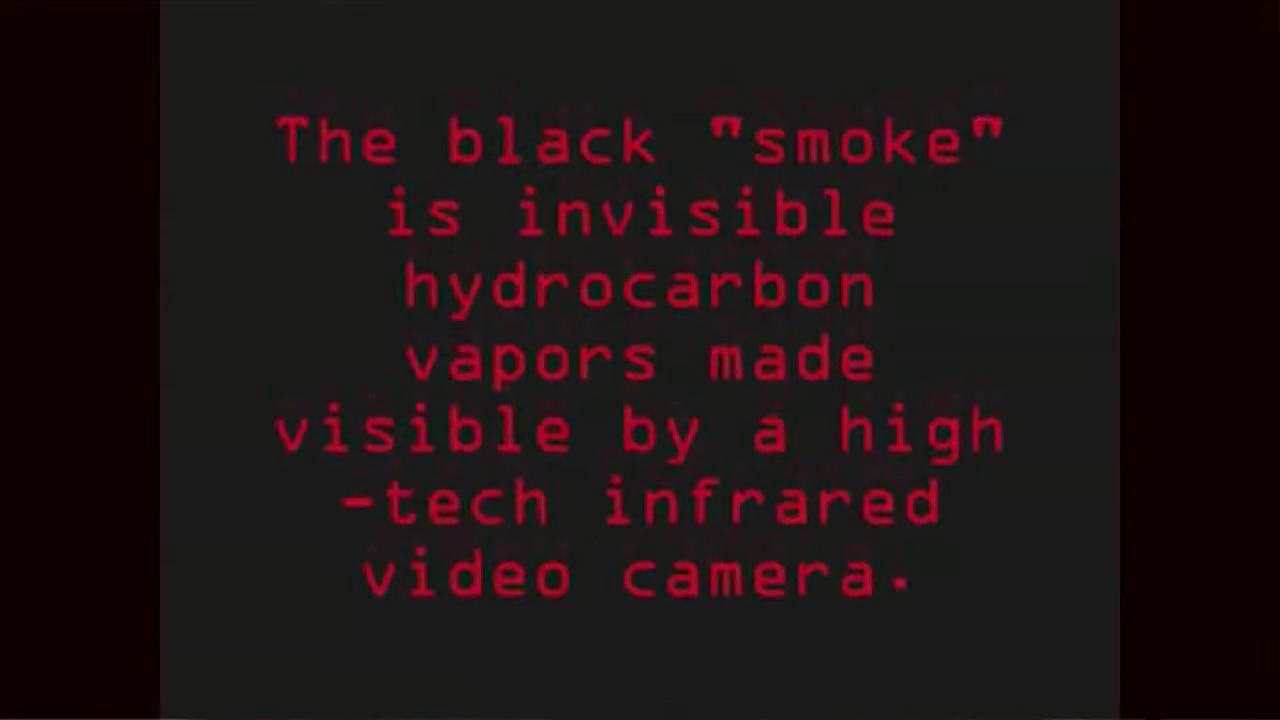 The black "smoke"
is invisible
hydrocarbon
vapors made
visible by a high
-tech infrared
video camera.